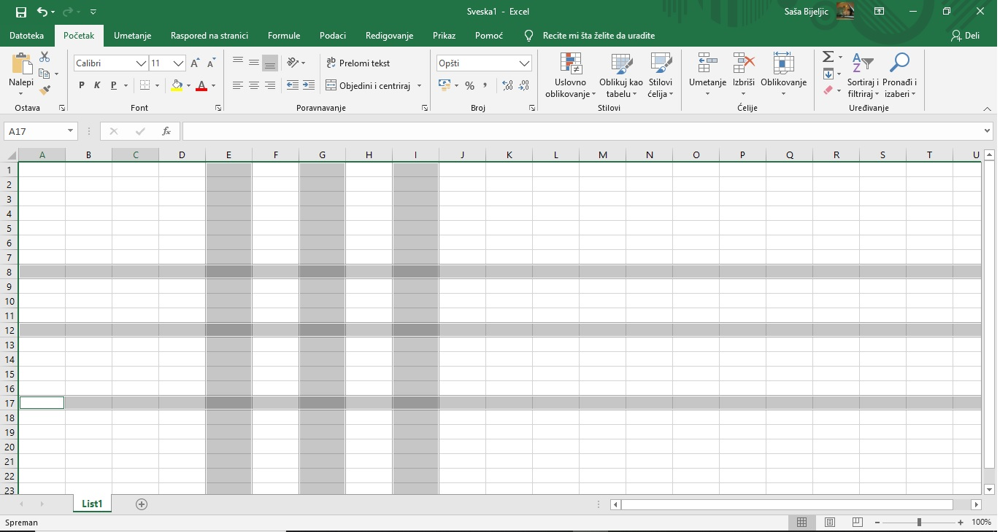 Sveska1 - Excel
Saša Bijeljic
Datoteka Početak Umetanje Raspored na stranici Formule Podaci Redigovanje Prikaz Pomoć Recite mi šta želite da uradite Deli
Nalepi
Ostava
Calibri 11
P K P
Font
Prelomi tekst
Objedini i centriraj
Poravnavanje
Opšti
%
Broj
Uslovno oblikovanje
Oblikuj kao tabelu
Stilovi ćelija
Stilovi
Umetanje Izbriši Oblikovanje
Ćelije
Sortiraj i filtriraj
Pronađi i izaberi
Uređivanje
A17 fx
A B C D E F G H I J K L M N O P Q R S T U
1
2
3
4
5
6
7
8
9
10
11
12
13
14
15
16
17
18
19
20
21
22
23
List1
Spreman 100%